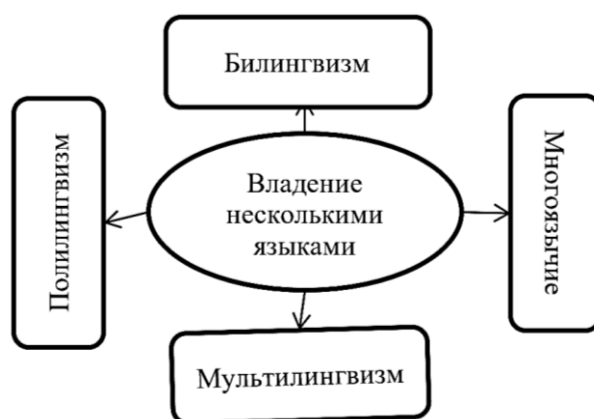 Билингвизм
Полилингвизм
Владение
несколькими
языками
Многоязычие
Мультилингвизм